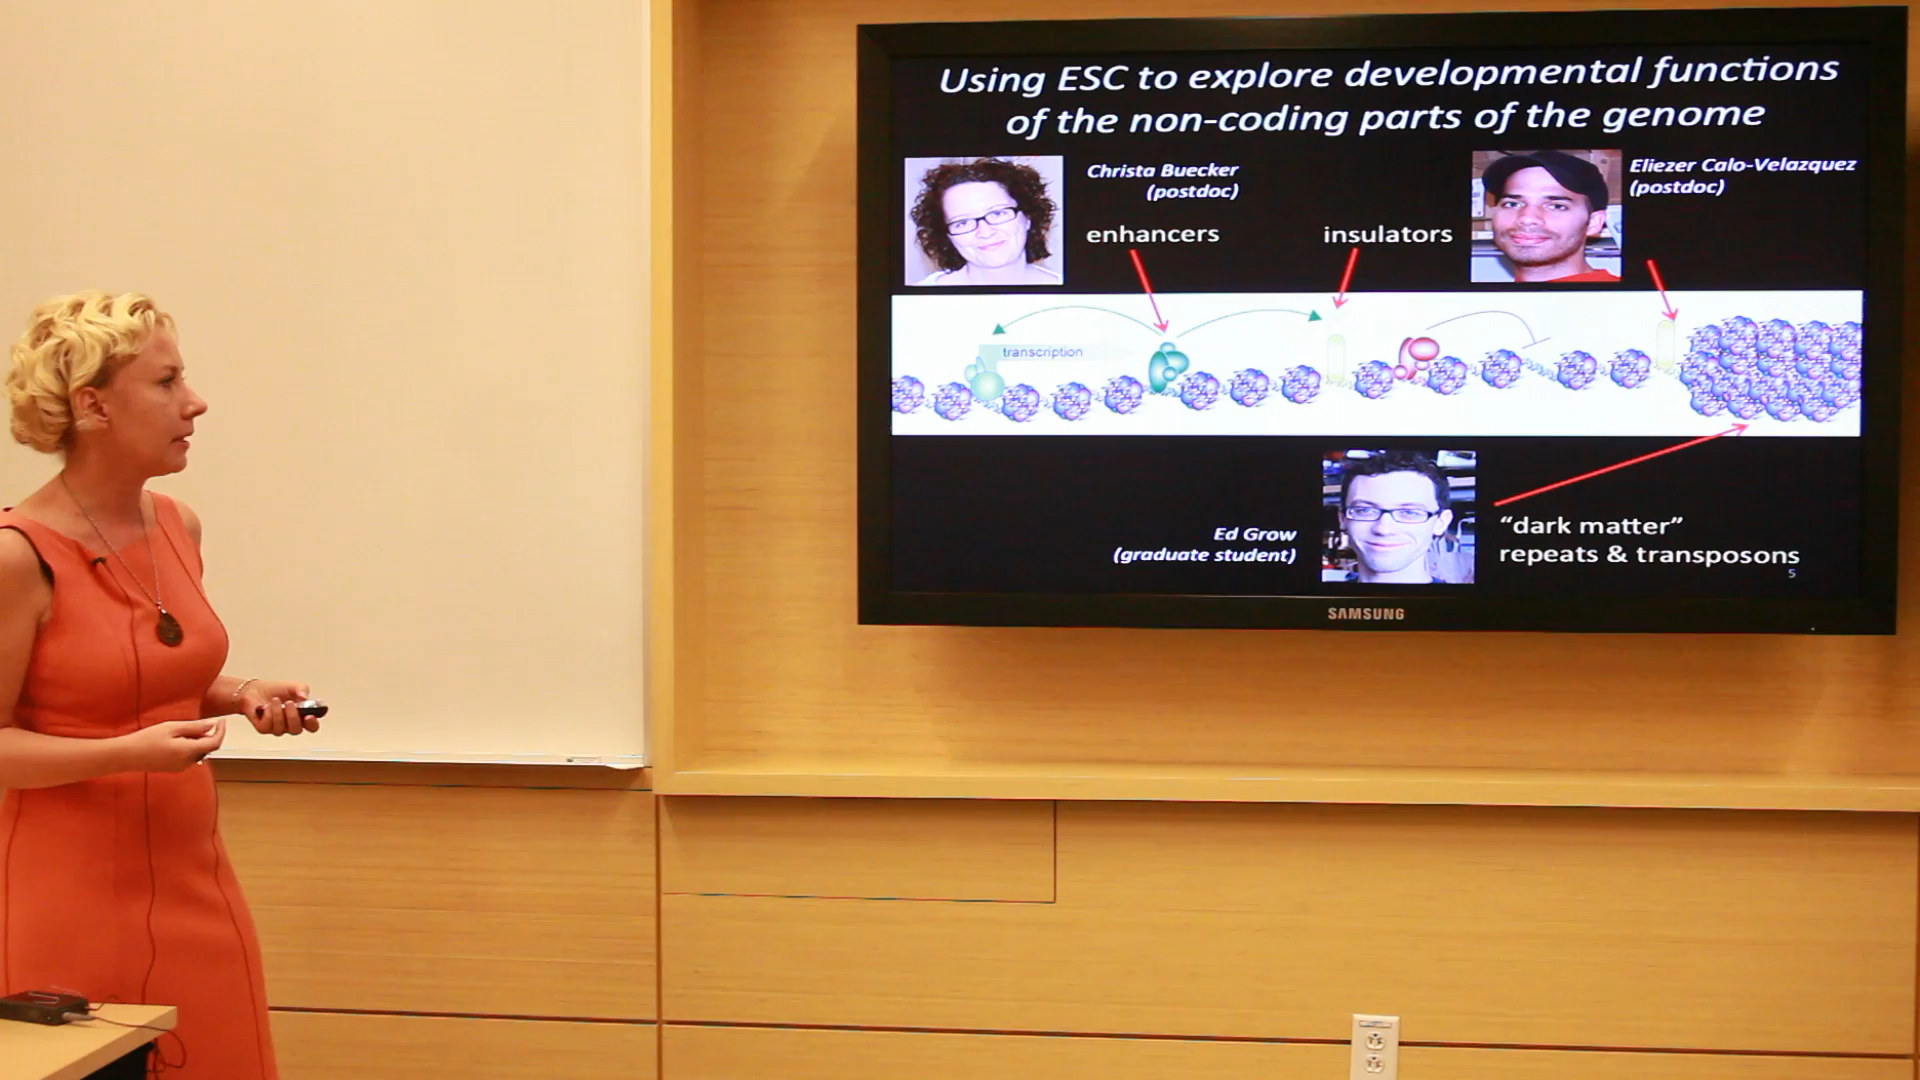 Using ESC to explore developmental functions
of the non-coding parts of the genome
Christa Buecker
(postdoc)
Eliezer Calo-Velazquez
(postdoc)
enhancers
insulators
transcription
Ed Grow
(graduate student)
"dark matter"
repeats & transposons
5
SAMSUNG